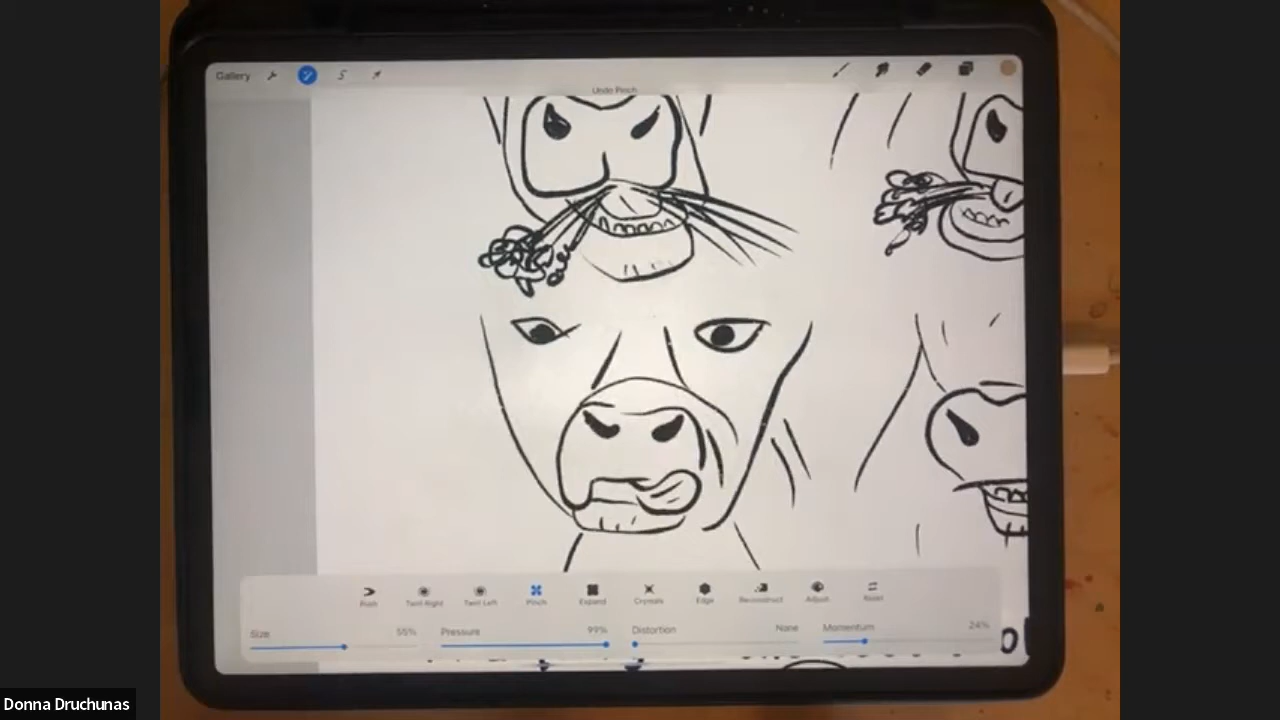 Gallery
Undo Pinch
Push Twirl Right Twirl Left Pinch Expand Crystals Edge Reconstruct Adjust Reset
Size 55% Pressure 99% Distortion None Momentum 24%
Donna Druchunas